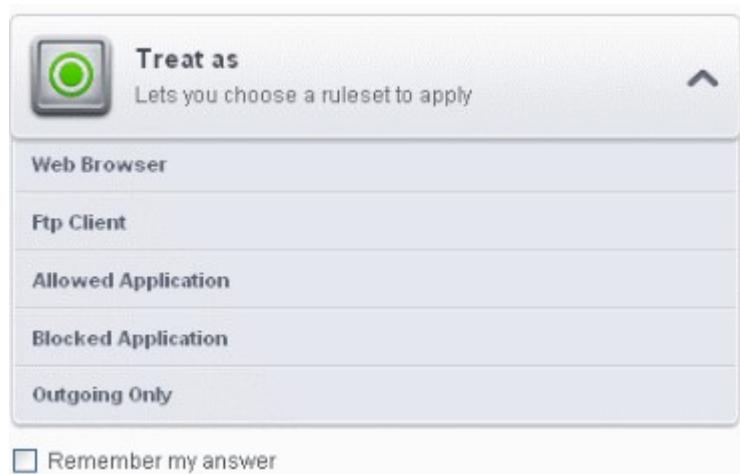 Treat as
Lets you choose a ruleset to apply
Web Browser
Ftp Client
Allowed Application
Blocked Application
Outgoing Only
Remember my answer